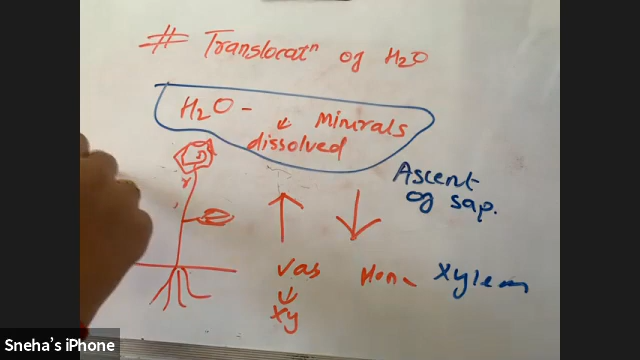 # Translocatⁿ of H₂O
H₂O - ↓ Minerals
dissolved
Ascent
of sap.
↑ ↓
Vas Non- Xylem
↓
Xy
Sneha's iPhone